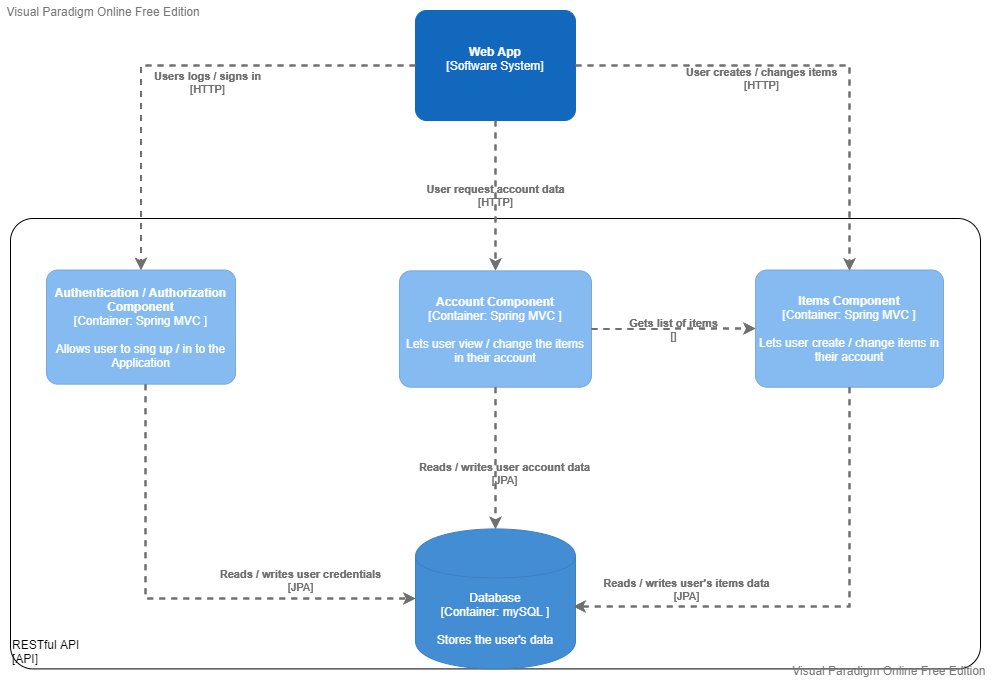 Visual Paradigm Online Free Edition
Web App
[Software System]
Users logs / signs in
[HTTP]
User creates / changes items
[HTTP]
User request account data
[HTTP]
Authentication / Authorization
Component
[Container: Spring MVC ]
Allows user to sing up / in to the
Application
Account Component
[Container: Spring MVC ]
Lets user view / change the items
in their account
Gets list of items
[]
Items Component
[Container: Spring MVC ]
Lets user create / change items in
their account
Reads / writes user account data
[JPA]
Reads / writes user credentials
[JPA]
Reads / writes user's items data
[JPA]
Database
[Container: mySQL ]
Stores the user's data
RESTful API
[API]
Visual Paradigm Online Free Edition